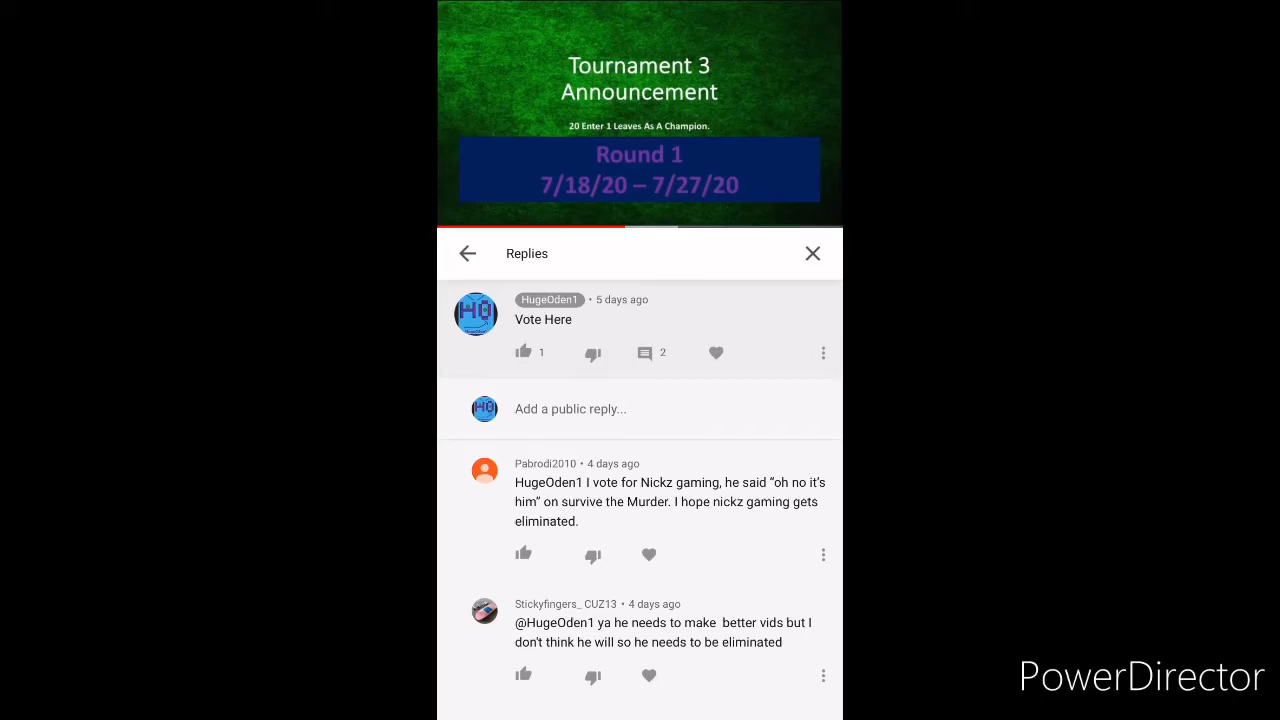 Tournament 3
Announcement
20 Enter 1 Leaves As A Champion.
Round 1
7/18/20 – 7/27/20
Replies
HugeOden1 • 5 days ago
Vote Here
1 2
Add a public reply...
Pabrodi2010 • 4 days ago
HugeOden1 I vote for Nickz gaming, he said “oh no it’s
him” on survive the Murder. I hope nickz gaming gets
eliminated.
Stickyfingers_ CUZ13 • 4 days ago
@HugeOden1 ya he needs to make better vids but I
don't think he will so he needs to be eliminated
PowerDirector